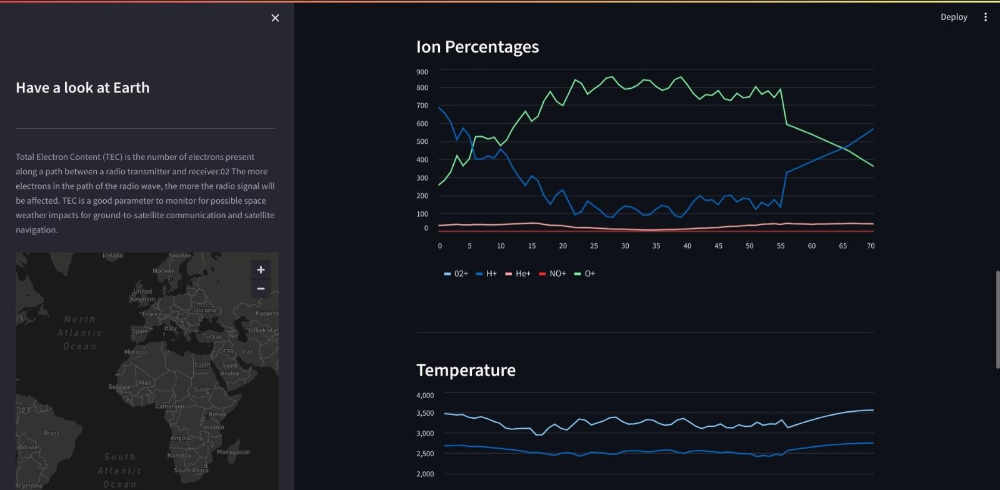 Deploy
Have a look at Earth
Total Electron Content (TEC) is the number of electrons present
along a path between a radio transmitter and receiver.02 The more
electrons in the path of the radio wave, the more the radio signal will
be affected. TEC is a good parameter to monitor for possible space
weather impacts for ground-to-satellite communication and satellite
navigation.
Iceland
Sweden
Norway
United
Kingdom
Ukraine
France
Kazakhs
North
Atlantic
Ocean
Spain
Italy
Uzbekistan
Turkey
Morocco
Iraq
Iran
Egypt
Saudi
Arabia
Mali
Senegal
Sudan
Cameroon
bia
Kenya
Tanzania
Brazil
Angola
Bolivia
Madagascar
Namibia
South
Atlantic
Ocean
South Africa
Argentina
Ion Percentages
900
800
700
600
500
400
300
200
100
0
0 5 10 15 20 25 30 35 40 45 50 55 60 65 70
02+ H+ He+ NO+ O+
Temperature
4,000
3,500
3,000
2,500
2,000